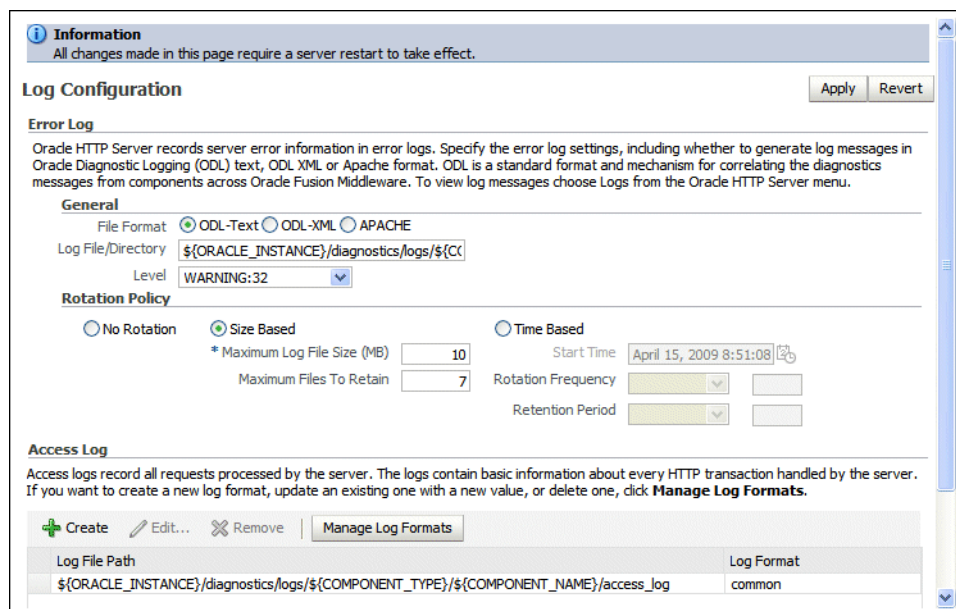 Information
All changes made in this page require a server restart to take effect.
Log Configuration
Apply Revert
Error Log
Oracle HTTP Server records server error information in error logs. Specify the error log settings, including whether to generate log messages in
Oracle Diagnostic Logging (ODL) text, ODL XML or Apache format. ODL is a standard format and mechanism for correlating the diagnostics
messages from components across Oracle Fusion Middleware. To view log messages choose Logs from the Oracle HTTP Server menu.
General
File Format ODL-Text ODL-XML APACHE
Log File/Directory ${ORACLE_INSTANCE}/diagnostics/logs/${CO
Level WARNING:32
Rotation Policy
No Rotation Size Based Time Based
* Maximum Log File Size (MB) 10 Start Time April 15, 2009 8:51:08
Maximum Files To Retain 7 Rotation Frequency
Retention Period
Access Log
Access logs record all requests processed by the server. The logs contain basic information about every HTTP transaction handled by the server.
If you want to create a new log format, update an existing one with a new value, or delete one, click Manage Log Formats.
Create Edit... Remove Manage Log Formats
Log File Path Log Format
${ORACLE_INSTANCE}/diagnostics/logs/${COMPONENT_TYPE}/${COMPONENT_NAME}/access_log common